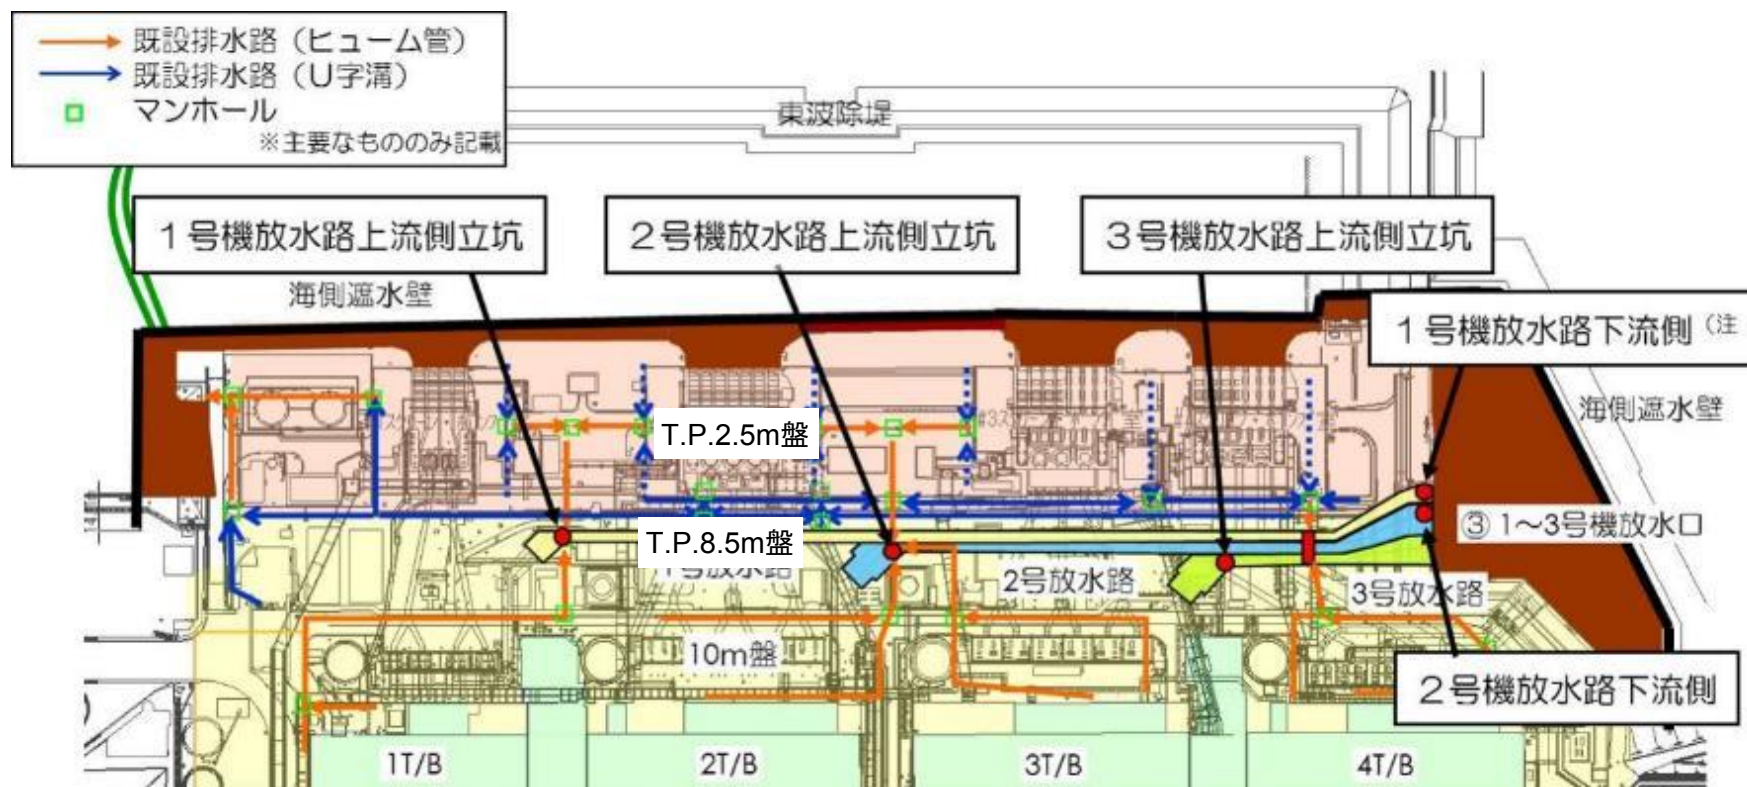 既設排水路（ヒューム管）
既設排水路（U字溝）
マンホール
※主要なもののみ記載
東波除堤
1号機放水路上流側立坑
2号機放水路上流側立坑
3号機放水路上流側立坑
海側遮水壁
1号機放水路下流側（注
海側遮水壁
T.P.2.5m盤
③ 1～3号機放水口
T.P.8.5m盤
1号放水路
2号放水路
3号放水路
10m盤
2号機放水路下流側
1T/B
2T/B
3T/B
4T/B